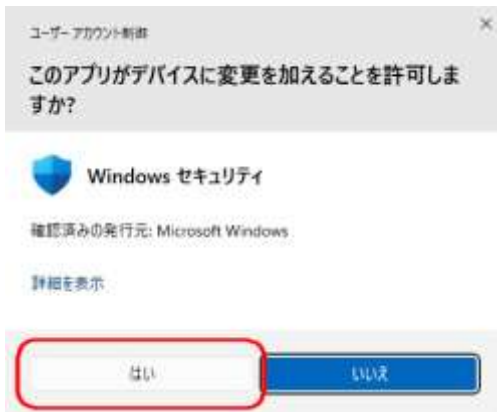 ユーザー アカウント制御
このアプリがデバイスに変更を加えることを許可しま
すか?
Windows セキュリティ
確認済みの発行元: Microsoft Windows
詳細を表示
はい
いいえ